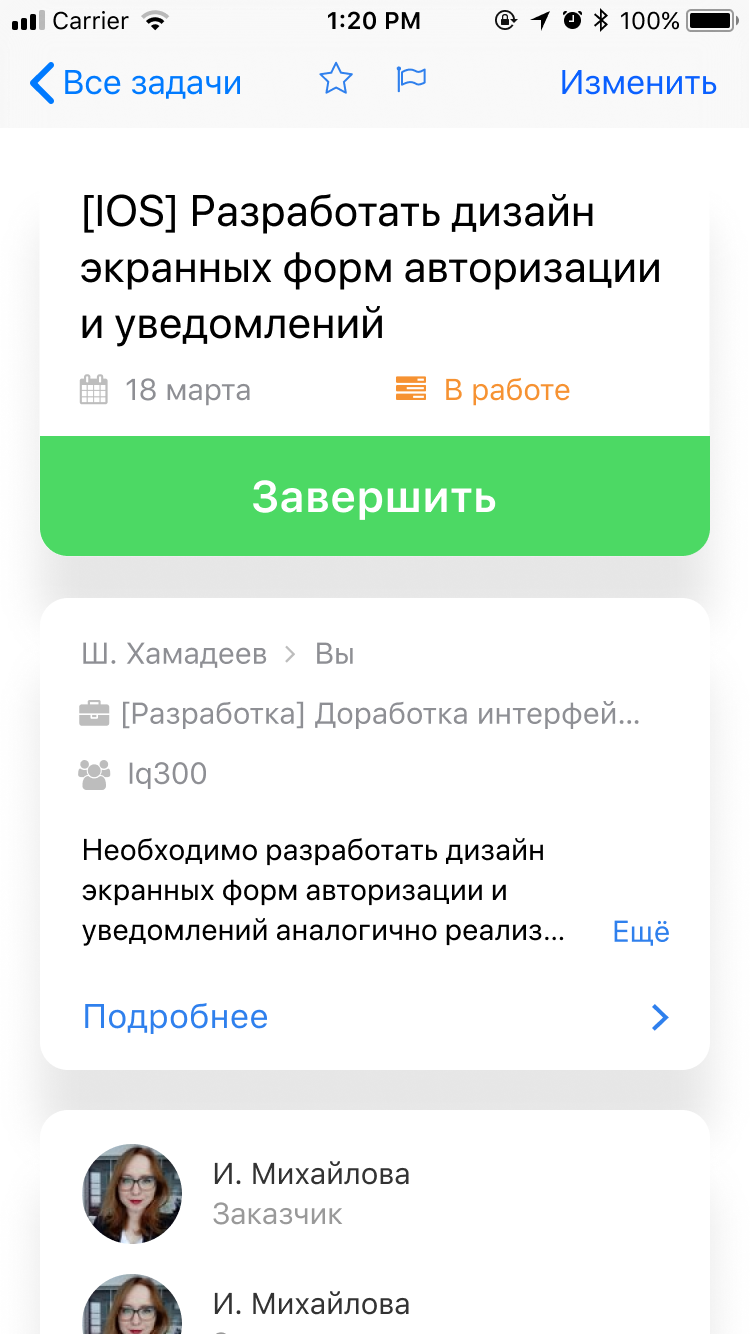 Carrier 1:20 PM 100%
Все задачи Изменить
[IOS] Разработать дизайн
экранных форм авторизации
и уведомлений
18 марта В работе
Завершить
Ш. Хамадеев > Вы
[Разработка] Доработка интерфей...
Iq300
Необходимо разработать дизайн
экранных форм авторизации и
уведомлений аналогично реализ... Ещё
Подробнее
И. Михайлова
Заказчик
И. Михайлова